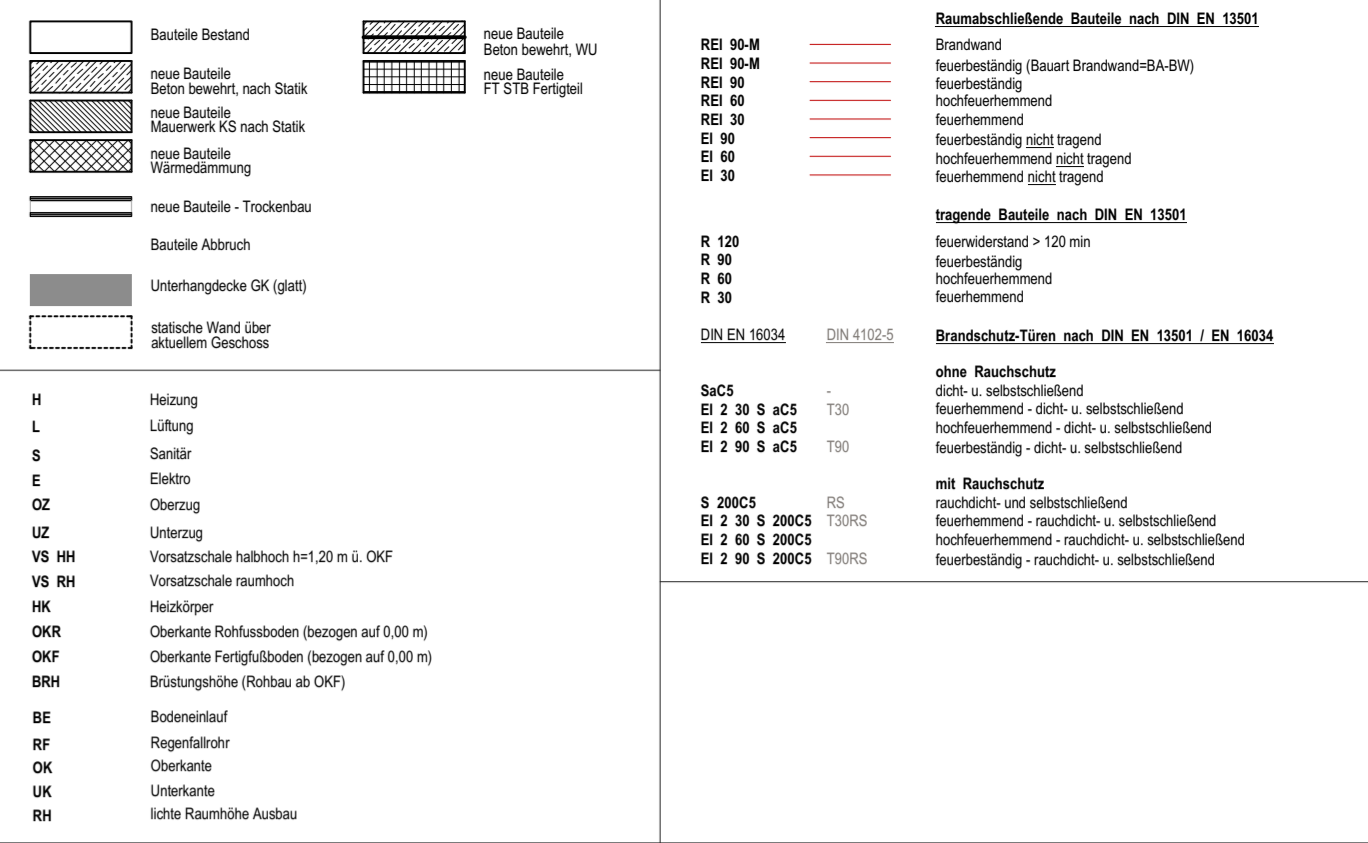 Bauteile Bestand
neue Bauteile
Beton bewehrt, nach Statik
neue Bauteile
Mauerwerk KS nach Statik
neue Bauteile
Wärmedämmung
neue Bauteile - Trockenbau
Bauteile Abbruch
Unterhangdecke GK (glatt)
statische Wand über
aktuellem Geschoss
neue Bauteile
Beton bewehrt, WU
neue Bauteile
FT STB Fertigteil
H Heizung
L Lüftung
S Sanitär
E Elektro
OZ Oberzug
UZ Unterzug
VS HH Vorsatzschale halbhoch h=1,20 m ü. OKF
VS RH Vorsatzschale raumhoch
HK Heizkörper
OKR Oberkante Rohfussboden (bezogen auf 0,00 m)
OKF Oberkante Fertigfußboden (bezogen auf 0,00 m)
BRH Brüstungshöhe (Rohbau ab OKF)
BE Bodeneinlauf
RF Regenfallrohr
OK Oberkante
UK Unterkante
RH lichte Raumhöhe Ausbau
Raumabschließende Bauteile nach DIN EN 13501
REI 90-M Brandwand
REI 90-M feuerbeständig (Bauart Brandwand=BA-BW)
REI 90 feuerbeständig
REI 60 hochfeuerhemmend
REI 30 feuerhemmend
EI 90 feuerbeständig nicht tragend
EI 60 hochfeuerhemmend nicht tragend
EI 30 feuerhemmend nicht tragend
tragende Bauteile nach DIN EN 13501
R 120 feuerwiderstand > 120 min
R 90 feuerbeständig
R 60 hochfeuerhemmend
R 30 feuerhemmend
DIN EN 16034 DIN 4102-5 Brandschutz-Türen nach DIN EN 13501 / EN 16034
ohne Rauchschutz
SaC5 - dicht- u. selbstschließend
EI 2 30 S aC5 T30 feuerhemmend - dicht- u. selbstschließend
EI 2 60 S aC5 hochfeuerhemmend - dicht- u. selbstschließend
EI 2 90 S aC5 T90 feuerbeständig - dicht- u. selbstschließend
mit Rauchschutz
S 200C5 RS rauchdicht- und selbstschließend
EI 2 30 S 200C5 T30RS feuerhemmend - rauchdicht- u. selbstschließend
EI 2 60 S 200C5 hochfeuerhemmend - rauchdicht- u. selbstschließend
EI 2 90 S 200C5 T90RS feuerbeständig - rauchdicht- u. selbstschließend